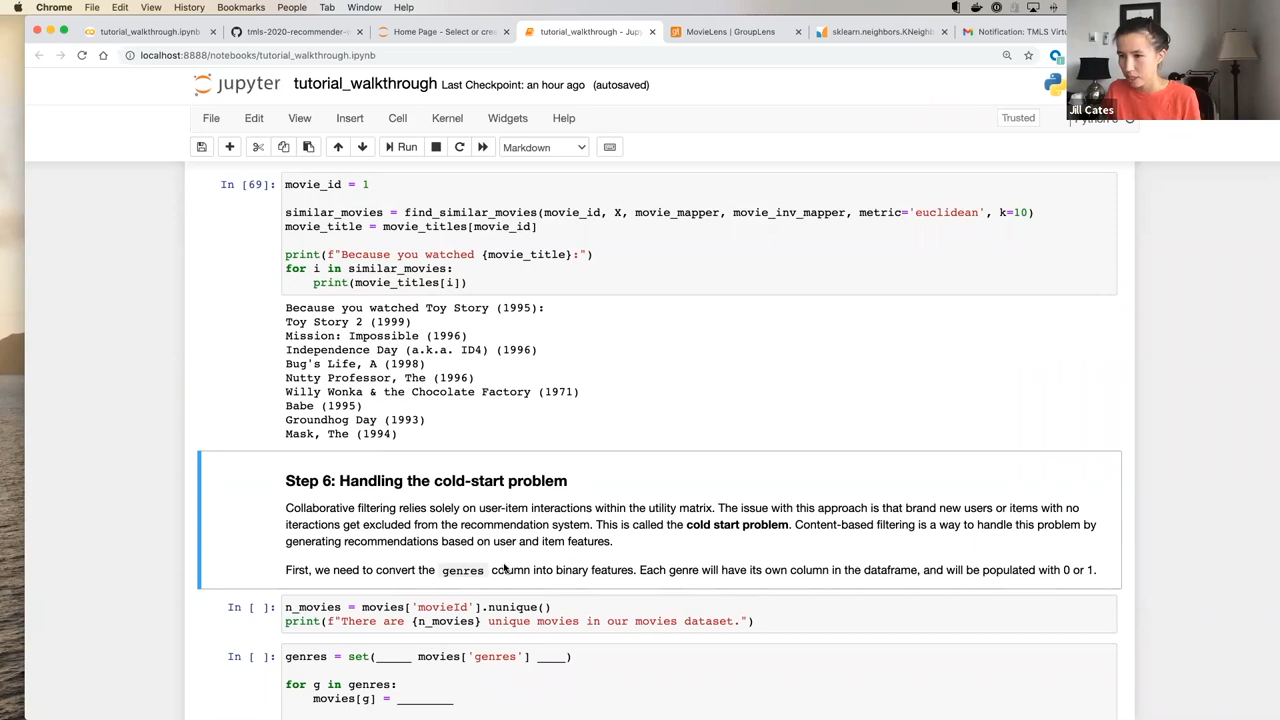 Chrome File Edit View History Bookmarks People Tab Window Help
tutorial_walkthrough.ipynb
tmls-2020-recommender-
Home Page - Select or cre
tutorial_walkthrough - Jupy
MovieLens | GroupLens
sklearn.neighbors.KNeighb
Notification: TMLS Virtu
localhost:8888/notebooks/tutorial_walkthrough.ipynb
jupyter tutorial_walkthrough Last Checkpoint: an hour ago (autosaved)
Jill Cates
File Edit View Insert Cell Kernel Widgets Help Trusted
Run Markdown
In [69]: movie_id = 1
similar_movies = find_similar_movies(movie_id, X, movie_mapper, movie_inv_mapper, metric='euclidean', k=10)
movie_title = movie_titles[movie_id]
print(f"Because you watched {movie_title}:")
for i in similar_movies:
print(movie_titles[i])
Because you watched Toy Story (1995):
Toy Story 2 (1999)
Mission: Impossible (1996)
Independence Day (a.k.a. ID4) (1996)
Bug's Life, A (1998)
Nutty Professor, The (1996)
Willy Wonka & the Chocolate Factory (1971)
Babe (1995)
Groundhog Day (1993)
Mask, The (1994)
Step 6: Handling the cold-start problem
Collaborative filtering relies solely on user-item interactions within the utility matrix. The issue with this approach is that brand new users or items with no
iteractions get excluded from the recommendation system. This is called the cold start problem. Content-based filtering is a way to handle this problem by
generating recommendations based on user and item features.
First, we need to convert the genres column into binary features. Each genre will have its own column in the dataframe, and will be populated with 0 or 1.
In [ ]: n_movies = movies['movieId'].nunique()
print(f"There are {n_movies} unique movies in our movies dataset.")
In [ ]: genres = set(_____ movies['genres'] ____)
for g in genres:
movies[g] = ________